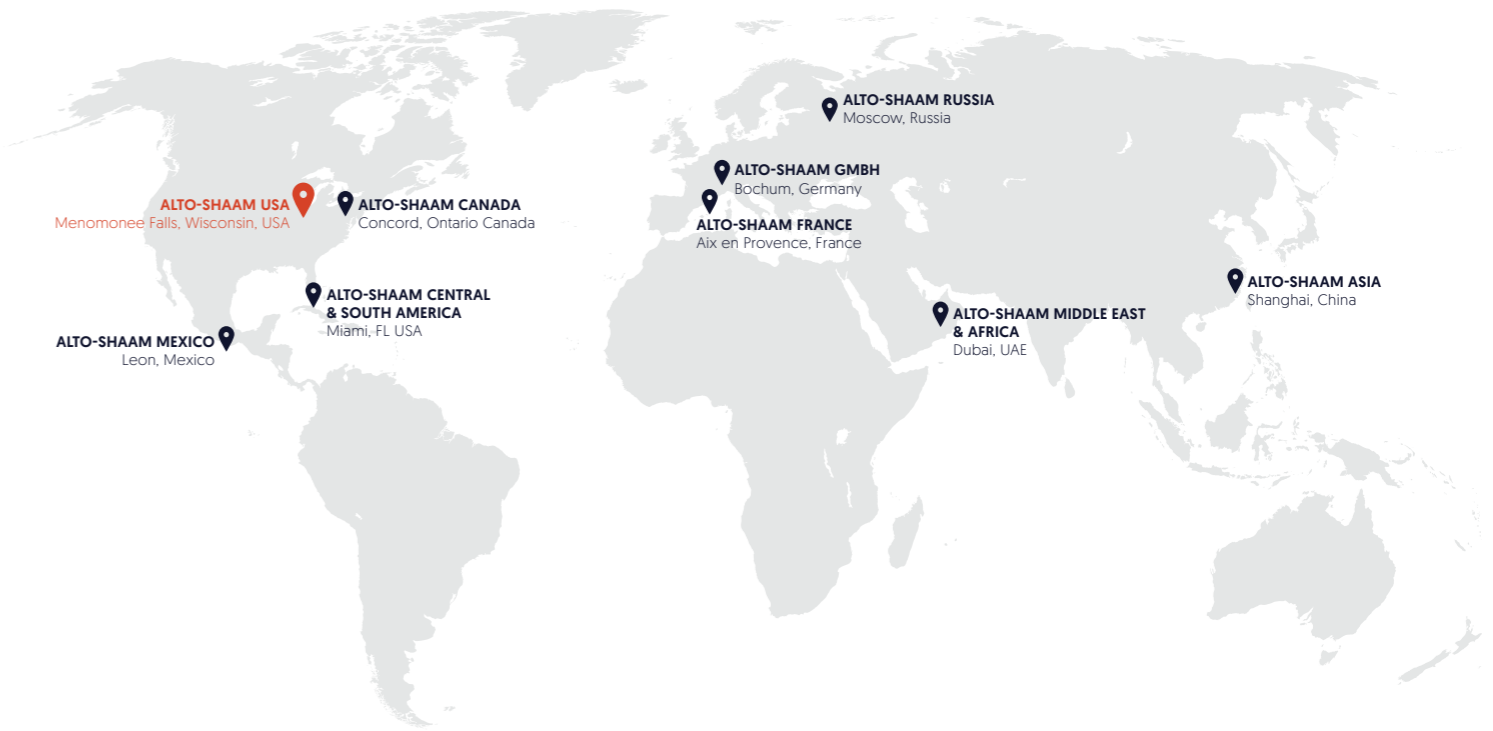 ALTO-SHAAM RUSSIA
Moscow, Russia
ALTO-SHAAM GMBH
Bochum, Germany
ALTO-SHAAM USA
Menomonee Falls, Wisconsin, USA
ALTO-SHAAM CANADA
Concord, Ontario Canada
ALTO-SHAAM FRANCE
Aix en Provence, France
ALTO-SHAAM ASIA
Shanghai, China
ALTO-SHAAM CENTRAL
& SOUTH AMERICA
Miami, FL USA
ALTO-SHAAM MIDDLE EAST
& AFRICA
Dubai, UAE
ALTO-SHAAM MEXICO
Leon, Mexico